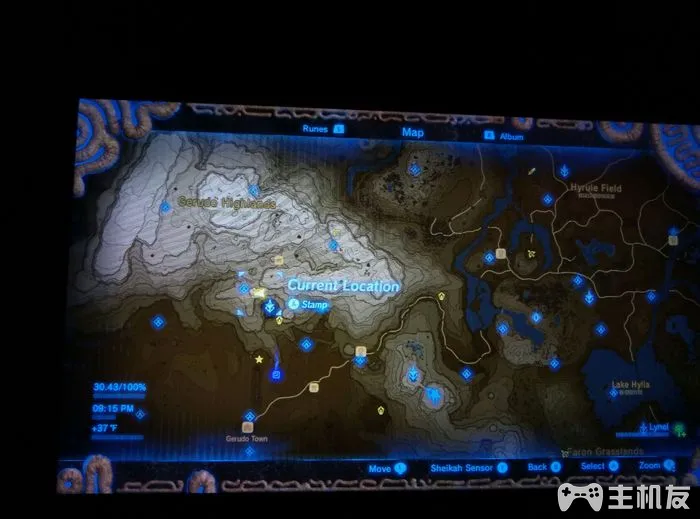 Runes
Map
Album
Hyrule Field
Gerudo Highlands
Current Location
A Stamp
30.43/100%
09:15 PM
+37 °F
Lake Hylia
Gerudo Town
Lynel
Faron Grasslands
Move
Sheikah Sensor
Back
Select
Zoom
主机友